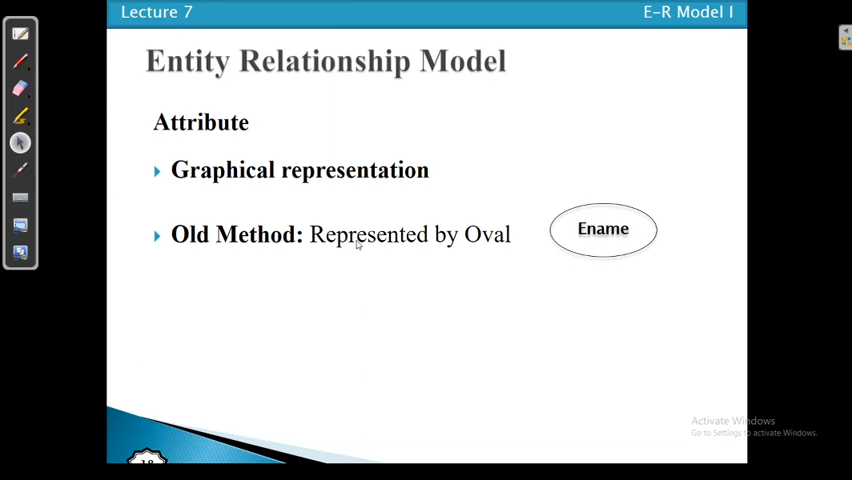 Lecture 7
E-R Model I
Entity Relationship Model
Attribute
Graphical representation
Old Method: Represented by Oval
Ename
Activate Windows
Go to Settings to activate Windows.
18